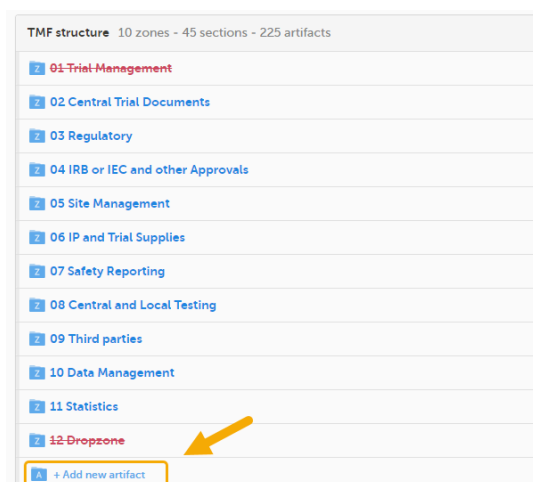 TMF structure 10 zones - 45 sections - 225 artifacts
Z 01 Trial Management
Z 02 Central Trial Documents
Z 03 Regulatory
Z 04 IRB or IEC and other Approvals
Z 05 Site Management
Z 06 IP and Trial Supplies
Z 07 Safety Reporting
Z 08 Central and Local Testing
Z 09 Third parties
Z 10 Data Management
Z 11 Statistics
Z 12 Dropzone
A + Add new artifact